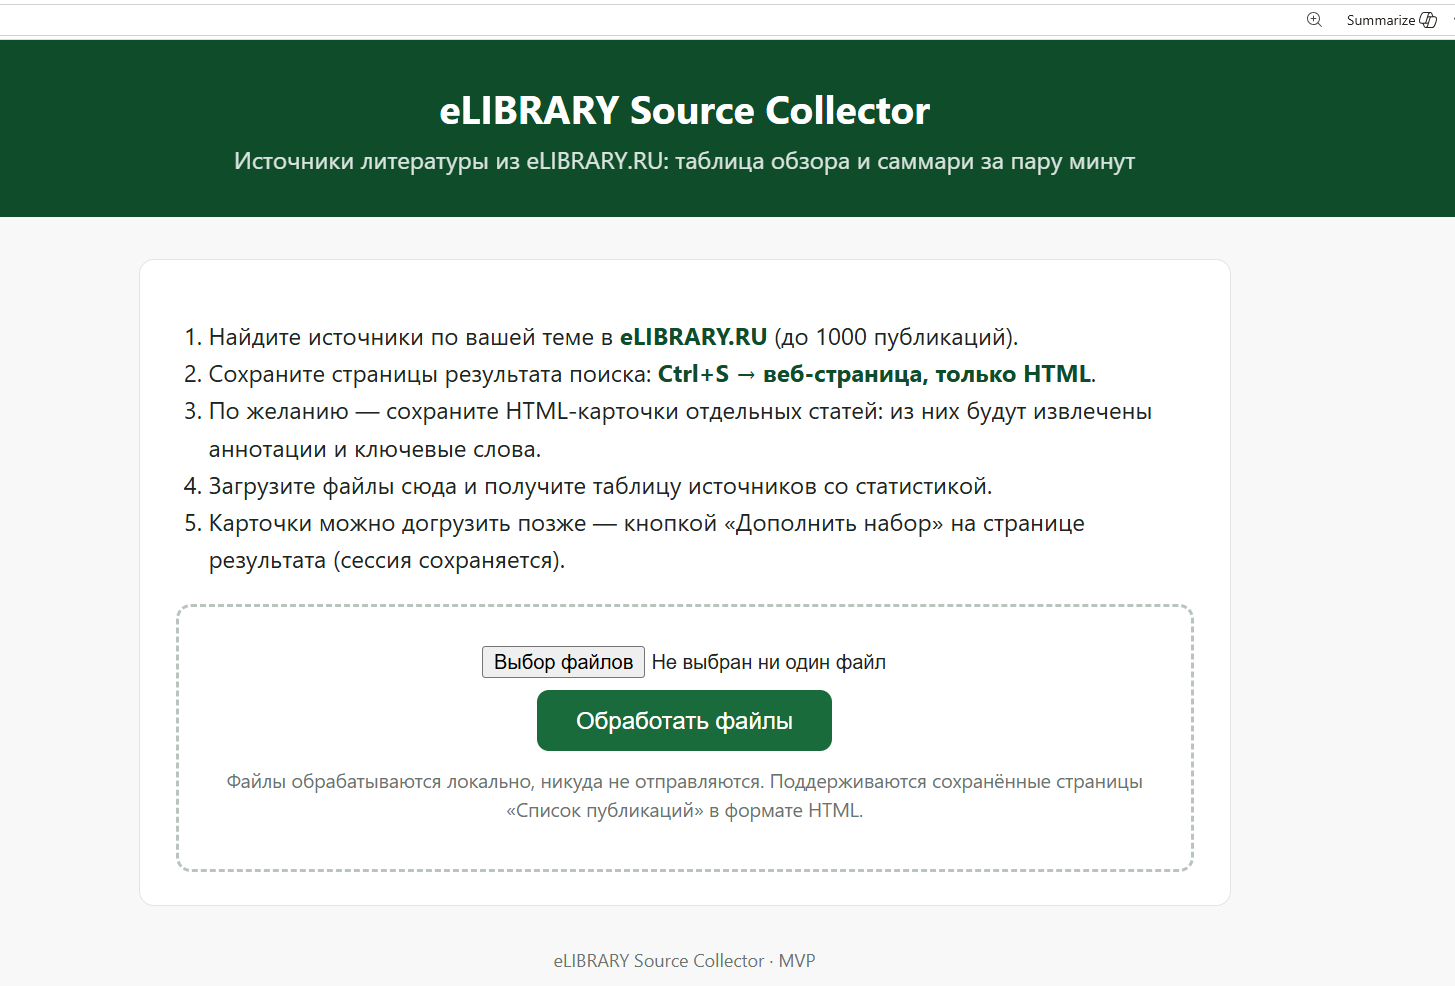 Summarize
eLIBRARY Source Collector
Источники литературы из eLIBRARY.RU: таблица обзора и саммари за пару минут
1. Найдите источники по вашей теме в eLIBRARY.RU (до 1000 публикаций).
2. Сохраните страницы результата поиска: Ctrl+S → веб-страница, только HTML.
3. По желанию — сохраните HTML-карточки отдельных статей: из них будут извлечены
аннотации и ключевые слова.
4. Загрузите файлы сюда и получите таблицу источников со статистикой.
5. Карточки можно догрузить позже — кнопкой «Дополнить набор» на странице
результата (сессия сохраняется).
Выбор файлов Не выбран ни один файл
Обработать файлы
Файлы обрабатываются локально, никуда не отправляются. Поддерживаются сохранённые страницы
«Список публикаций» в формате HTML.
eLIBRARY Source Collector · MVP